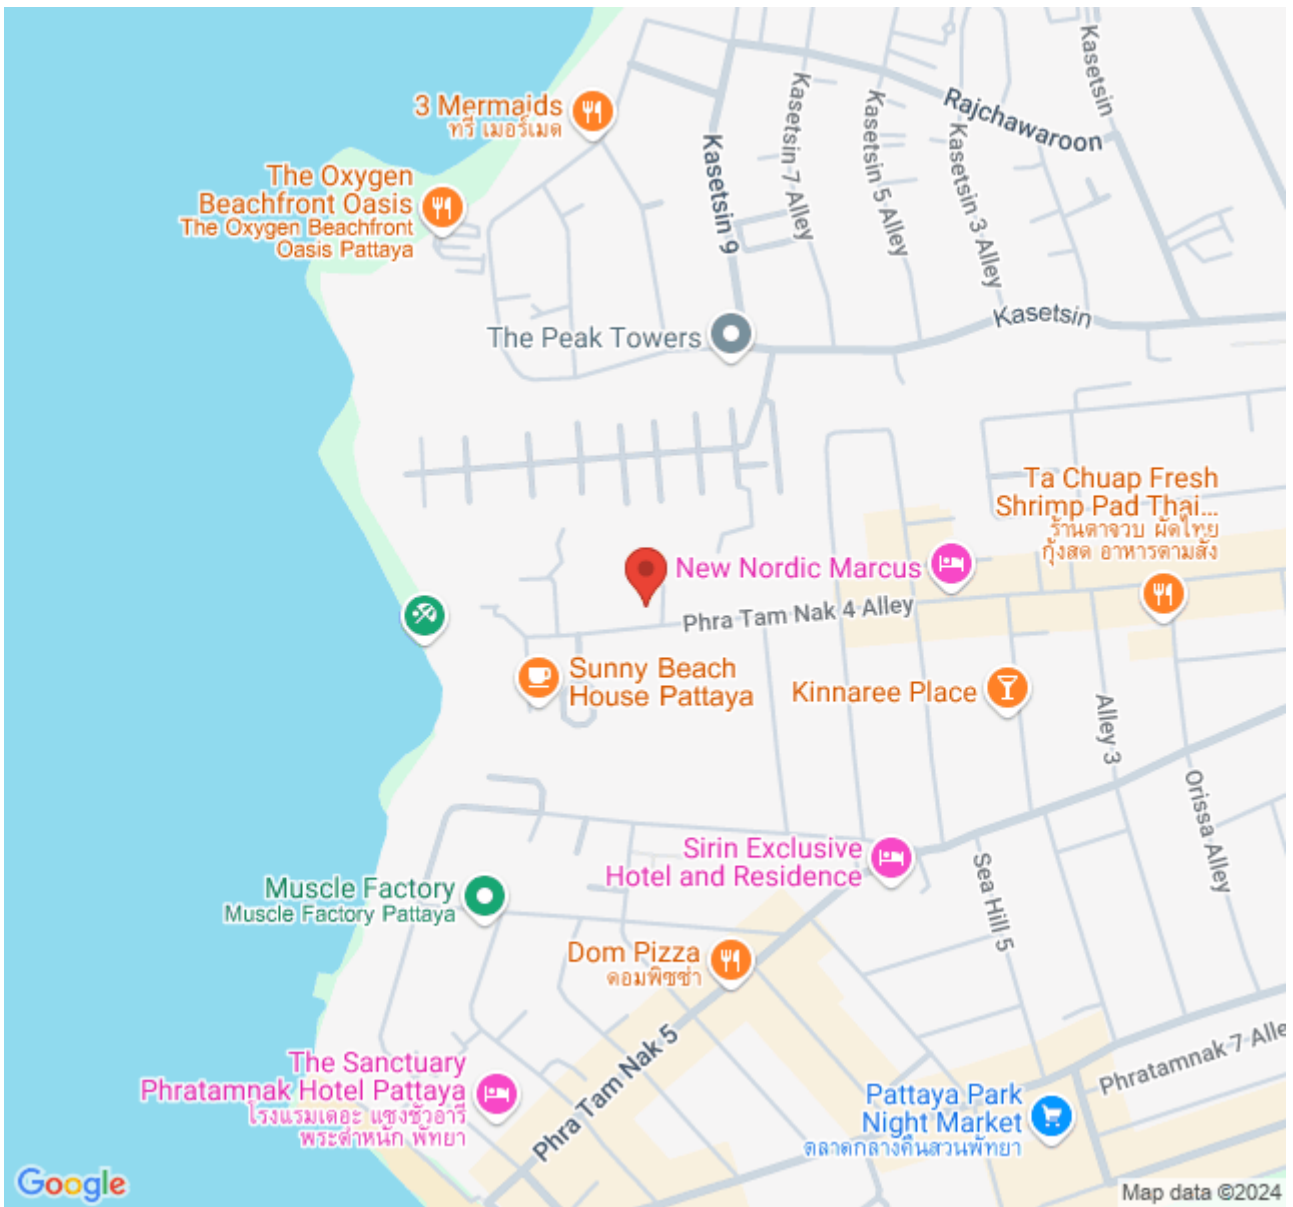 Kasetsin
3 Mermaids
ทรี เมอร์เมด
Rajchawaroon
Kasetsin 7 Alley
Kasetsin 5 Alley
Kasetsin 3 Alley
Kasetsin 9
The Oxygen
Beachfront Oasis
The Oxygen Beachfront
Oasis Pattaya
Kasetsin
The Peak Towers
Ta Chuap Fresh
Shrimp Pad Thai...
ร้านตาจวบ ผัดไทย
กุ้งสด อาหารตามสั่ง
New Nordic Marcus
Phra Tam Nak 4 Alley
Sunny Beach
House Pattaya
Kinnaree Place
Alley 3
Orissa Alley
Sirin Exclusive
Hotel and Residence
Sea Hill 5
Muscle Factory
Muscle Factory Pattaya
Dom Pizza
ดอมพิซซ่า
Phra Tam Nak 5
Phratamnak 7 Alle
The Sanctuary
Phratamnak Hotel Pattaya
โรงแรมเดอะ แซงชัวอารี
พระตำหนัก พัทยา
Pattaya Park
Night Market
ตลาดกลางคืนสวนพัทยา
Google
Map data ©2024